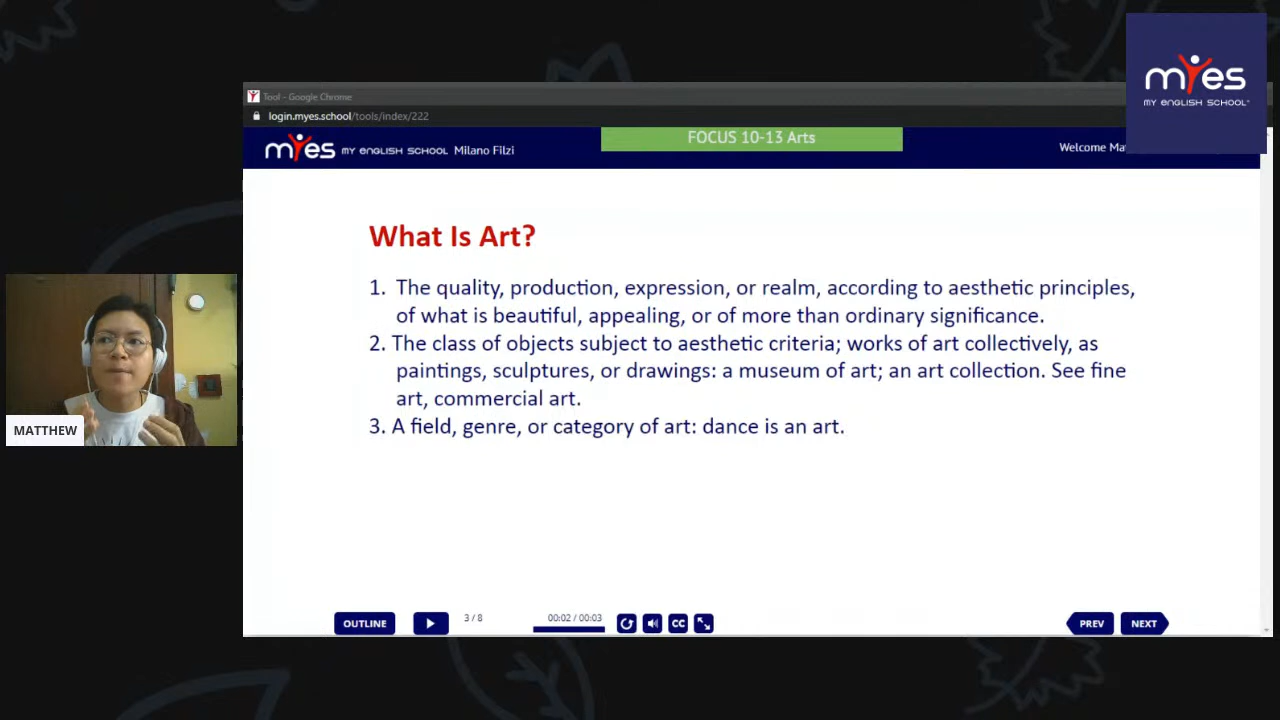 myes
MY ENGLISH SCHOOL
Tool - Google Chrome
login.myes.school/tools/index/222
myes MY ENGLISH SCHOOL Milano Filzi
FOCUS 10-13 Arts
Welcome
What Is Art?
1. The quality, production, expression, or realm, according to aesthetic principles,
of what is beautiful, appealing, or of more than ordinary significance.
2. The class of objects subject to aesthetic criteria; works of art collectively, as
paintings, sculptures, or drawings: a museum of art; an art collection. See fine
art, commercial art.
3. A field, genre, or category of art: dance is an art.
MATTHEW
OUTLINE
3 / 8
00:02 / 00:03
CC
PREV
NEXT